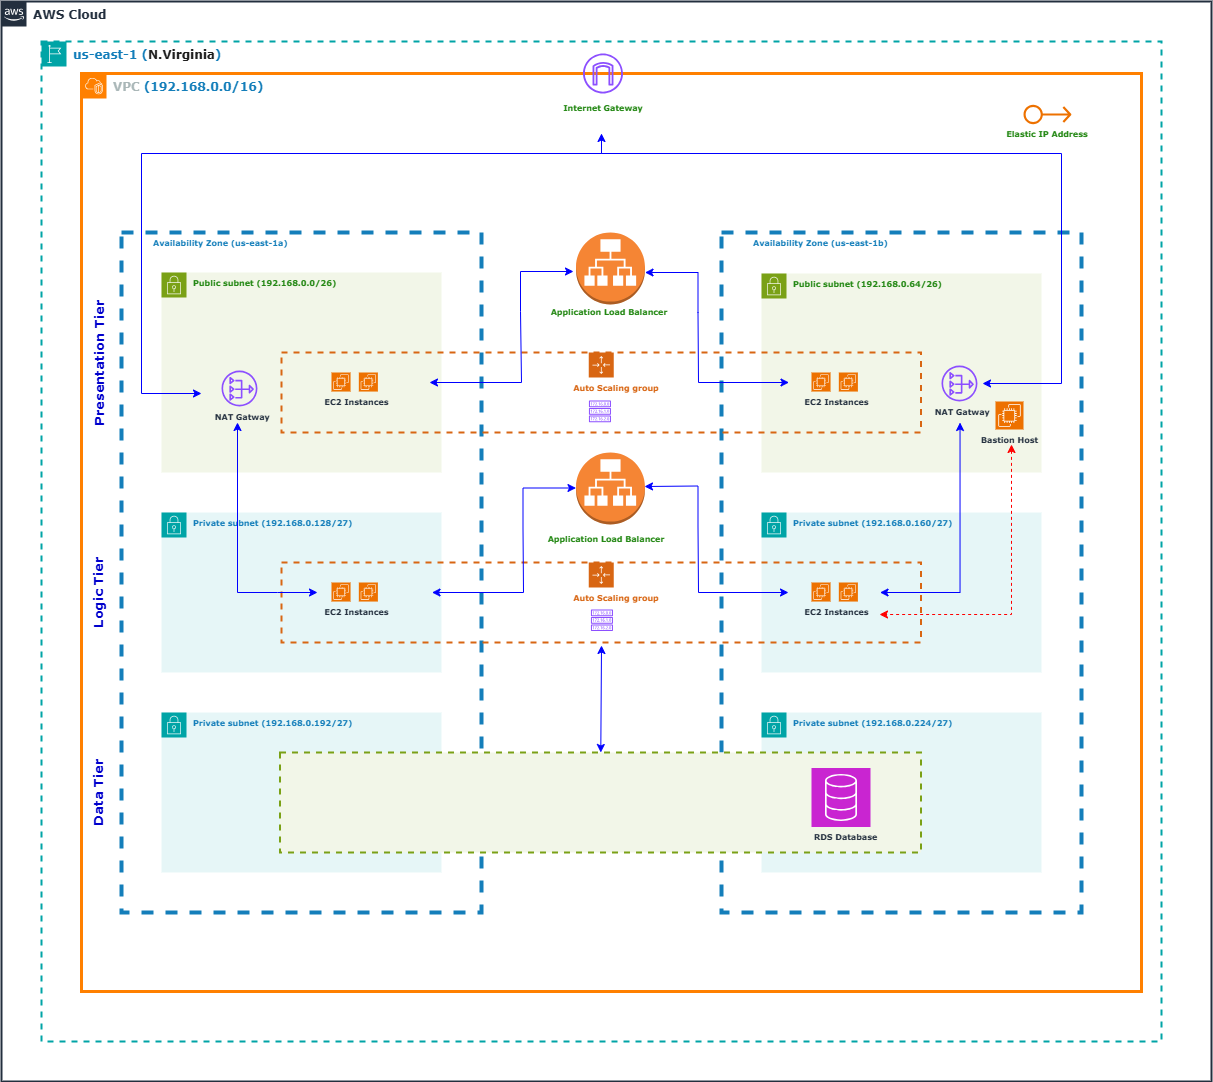 aws
AWS Cloud
us-east-1 (N.Virginia)
VPC (192.168.0.0/16)
Internet Gateway
Elastic IP Address
Availability Zone (us-east-1a)
Availability Zone (us-east-1b)
Presentation Tier
Public subnet (192.168.0.0/26)
Public subnet (192.168.0.64/26)
Application Load Balancer
Auto Scaling group
EC2 Instances
EC2 Instances
NAT Gatway
NAT Gatway
Bastion Host
Logic Tier
Private subnet (192.168.0.128/27)
Private subnet (192.168.0.160/27)
Application Load Balancer
Auto Scaling group
EC2 Instances
EC2 Instances
Data Tier
Private subnet (192.168.0.192/27)
Private subnet (192.168.0.224/27)
RDS Database